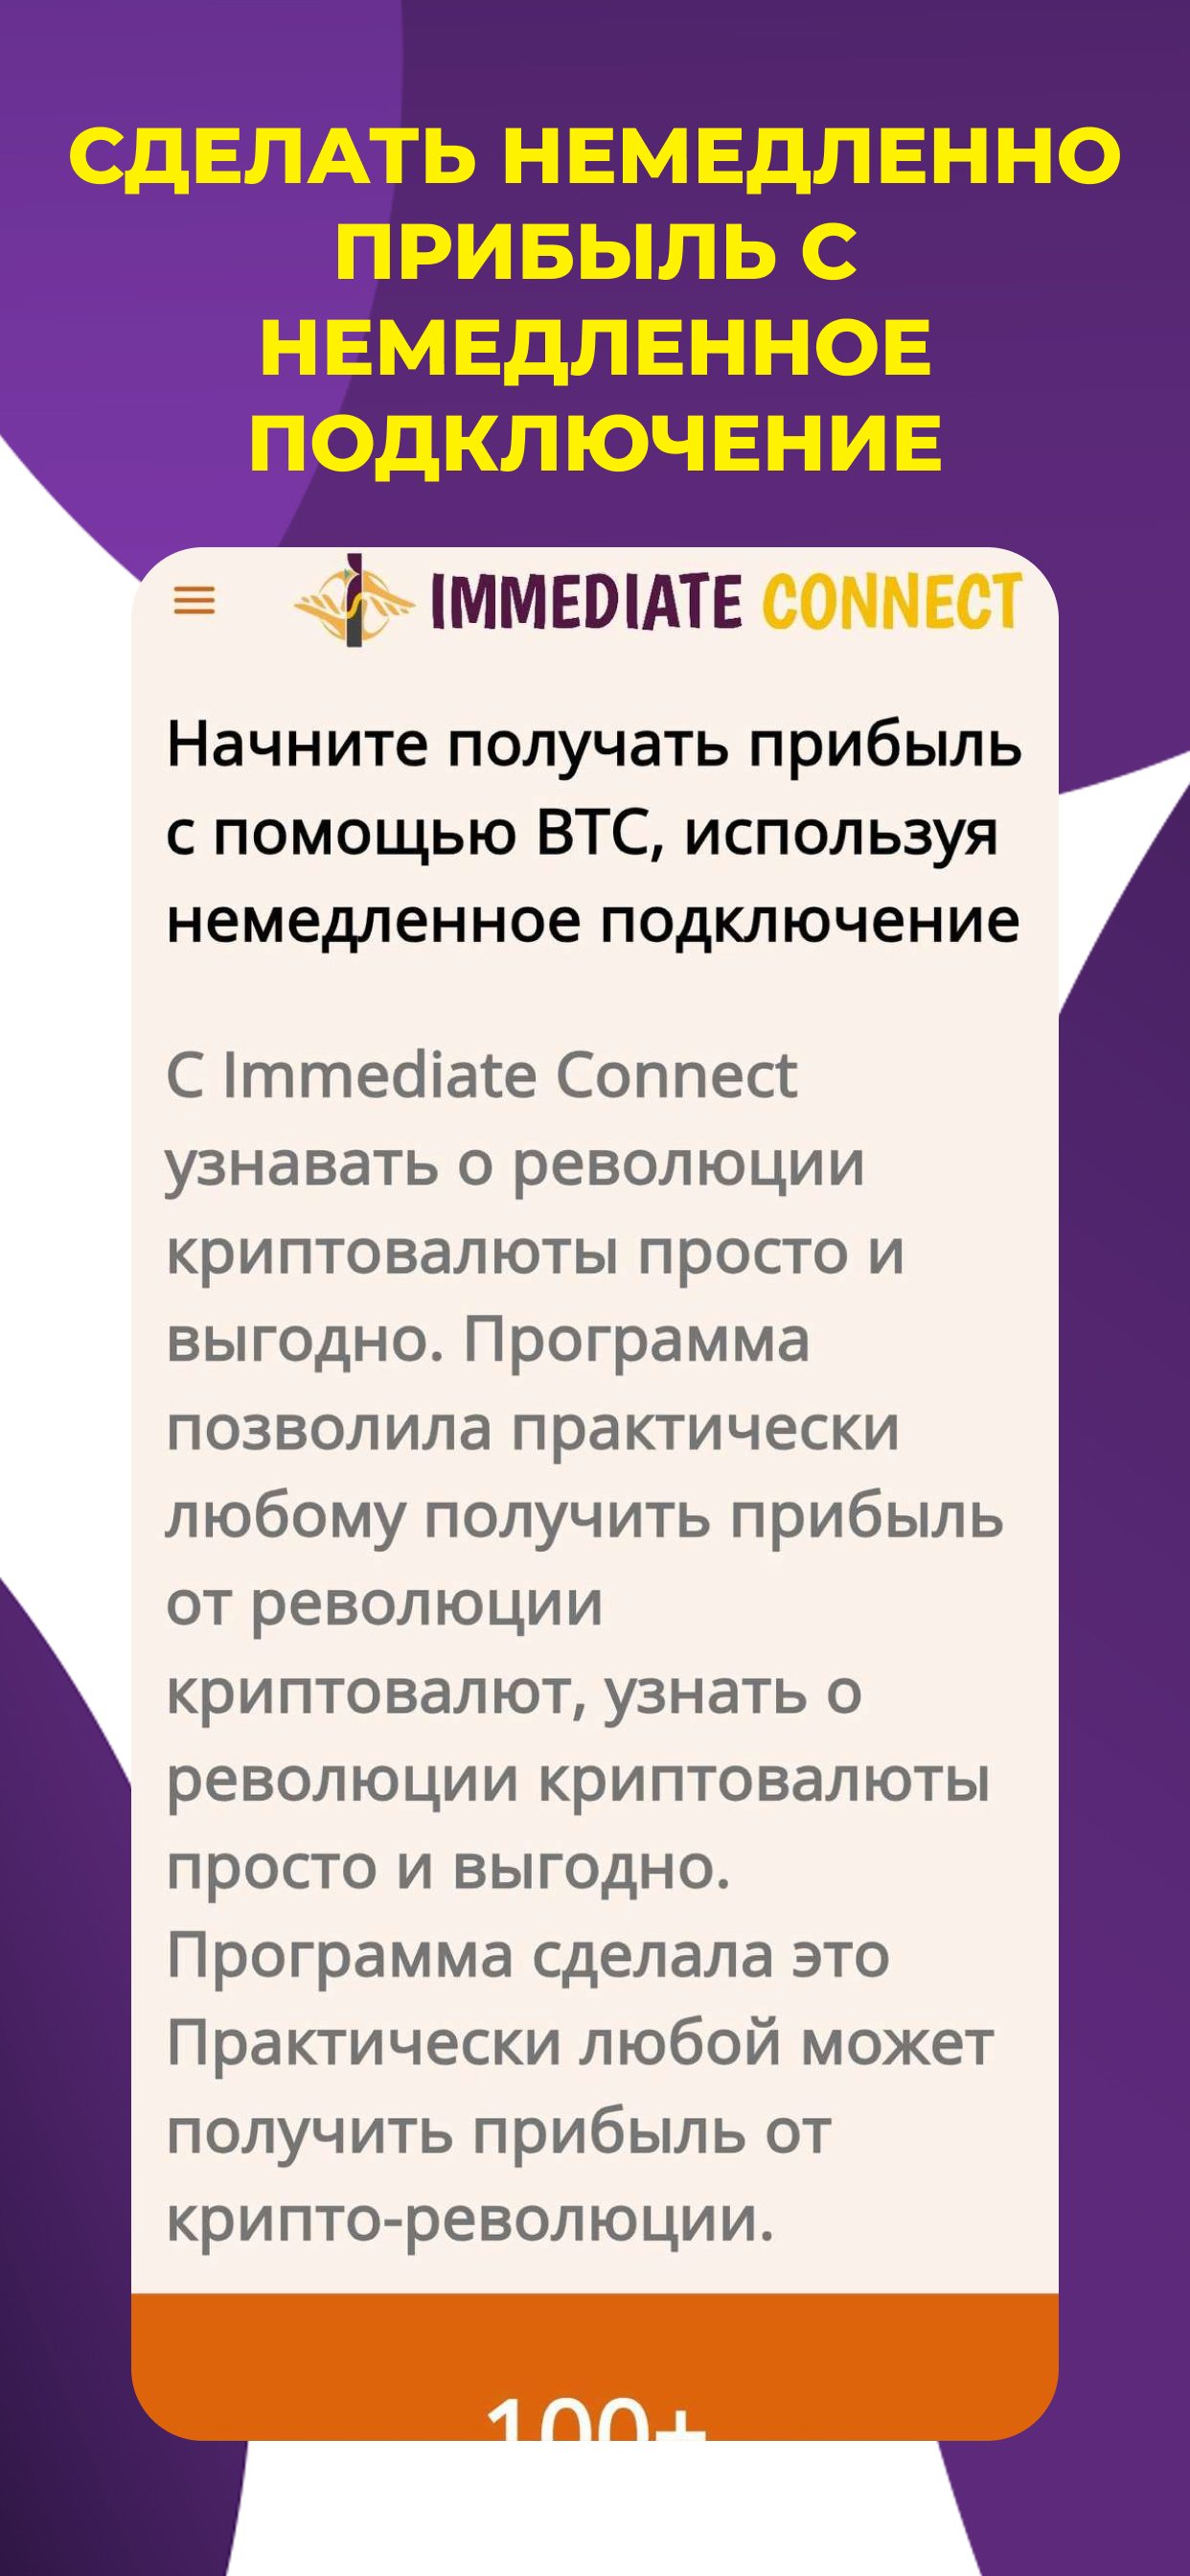 СДЕЛАТЬ НЕМЕДЛЕННО
ПРИБЫЛЬ С
НЕМЕДЛЕННОЕ
ПОДКЛЮЧЕНИЕ
IMMEDIATE CONNECT
Начните получать прибыль
с помощью BTC, используя
немедленное подключение
С Immediate Connect
узнавать о революции
криптовалюты просто и
выгодно. Программа
позволила практически
любому получить прибыль
от революции
криптовалют, узнать о
революции криптовалюты
просто и выгодно.
Программа сделала это
Практически любой может
получить прибыль от
крипто-революции.
100+